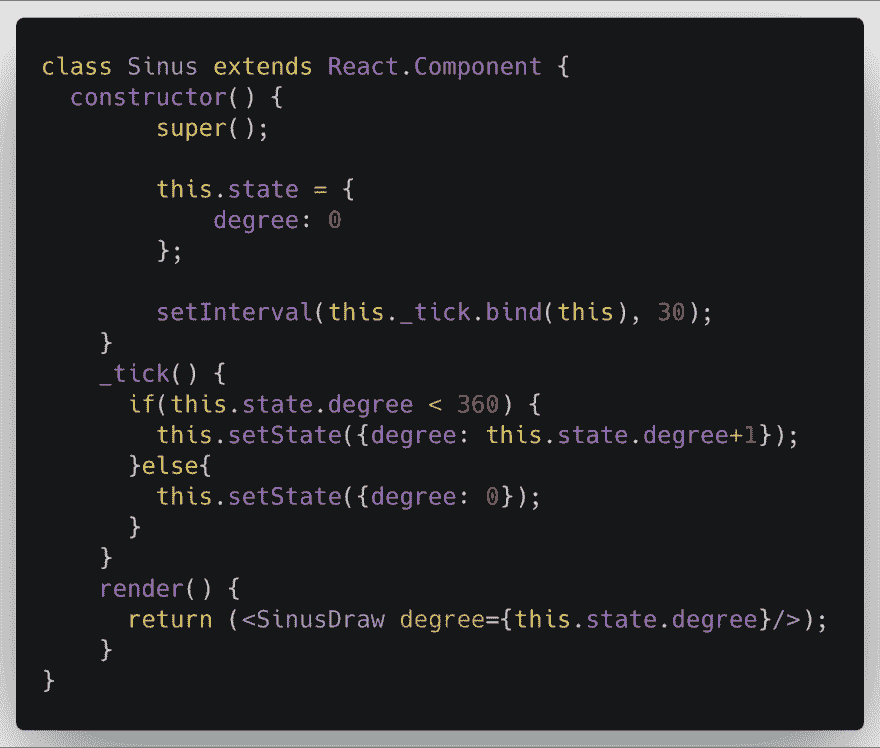 class Sinus extends React.Component {
  constructor() {
        super();

        this.state = {
            degree: 0
        };

        setInterval(this._tick.bind(this), 30);
    }
    _tick() {
      if(this.state.degree < 360) {
        this.setState({degree: this.state.degree+1});
      }else{
        this.setState({degree: 0});
      }
    }
    render() {
      return (<SinusDraw degree={this.state.degree}/>);
    }
}